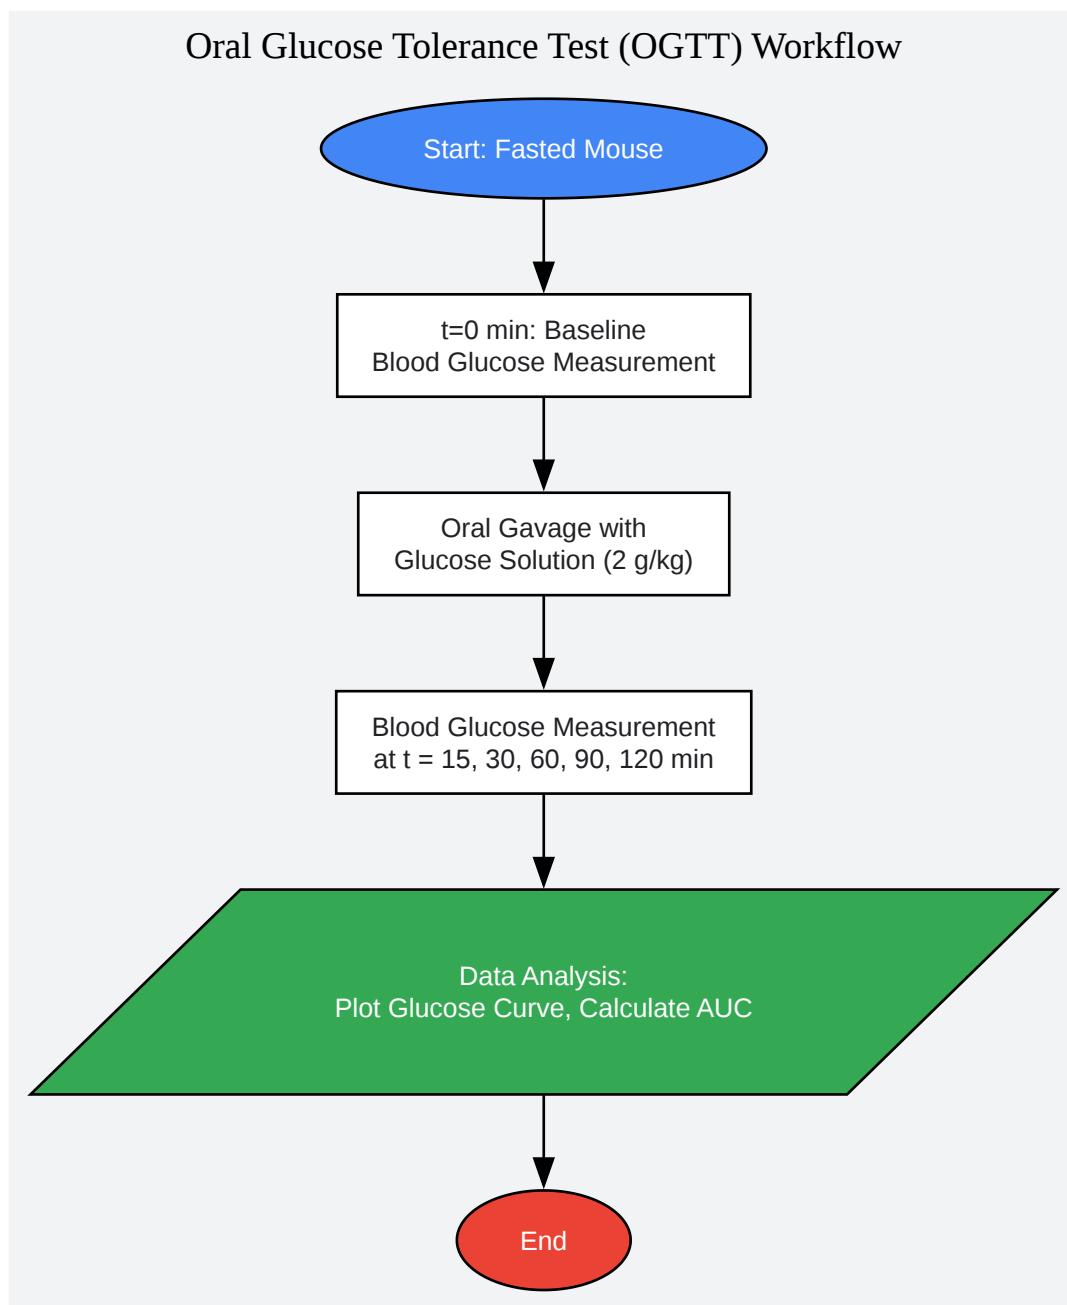 Oral Glucose Tolerance Test (OGTT) Workflow
Start: Fasted Mouse
t=0 min: Baseline
Blood Glucose Measurement
Oral Gavage with
Glucose Solution (2 g/kg)
Blood Glucose Measurement
at t = 15, 30, 60, 90, 120 min
Data Analysis:
Plot Glucose Curve, Calculate AUC
End